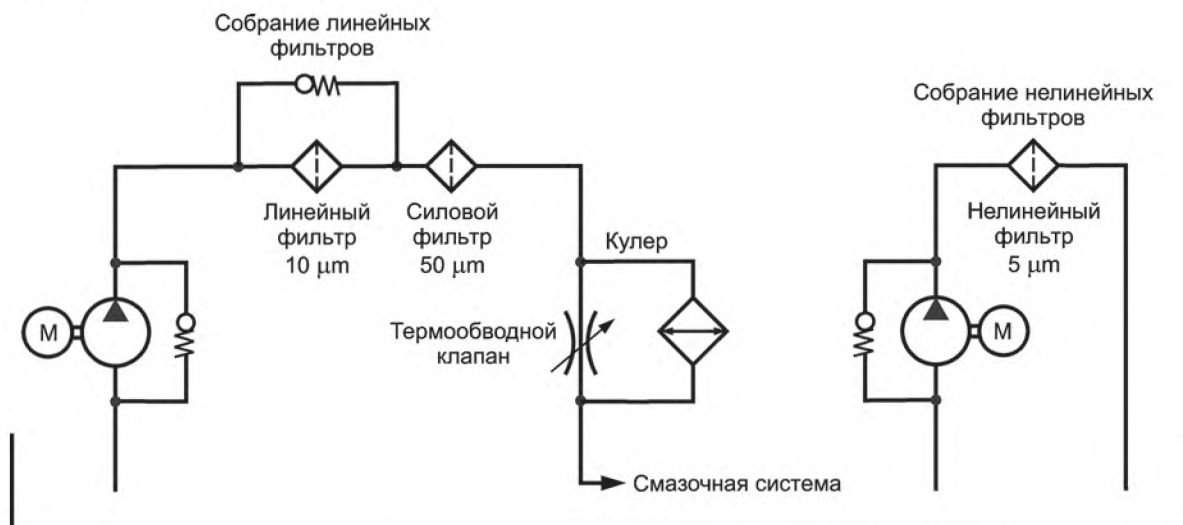 Собрание линейных
фильтров
Собрание нелинейных
фильтров
Линейный
фильтр
10 μm
Силовой
фильтр
50 μm
Нелинейный
фильтр
5 μm
Кулер
M
Термообводной
клапан
M
Смазочная система